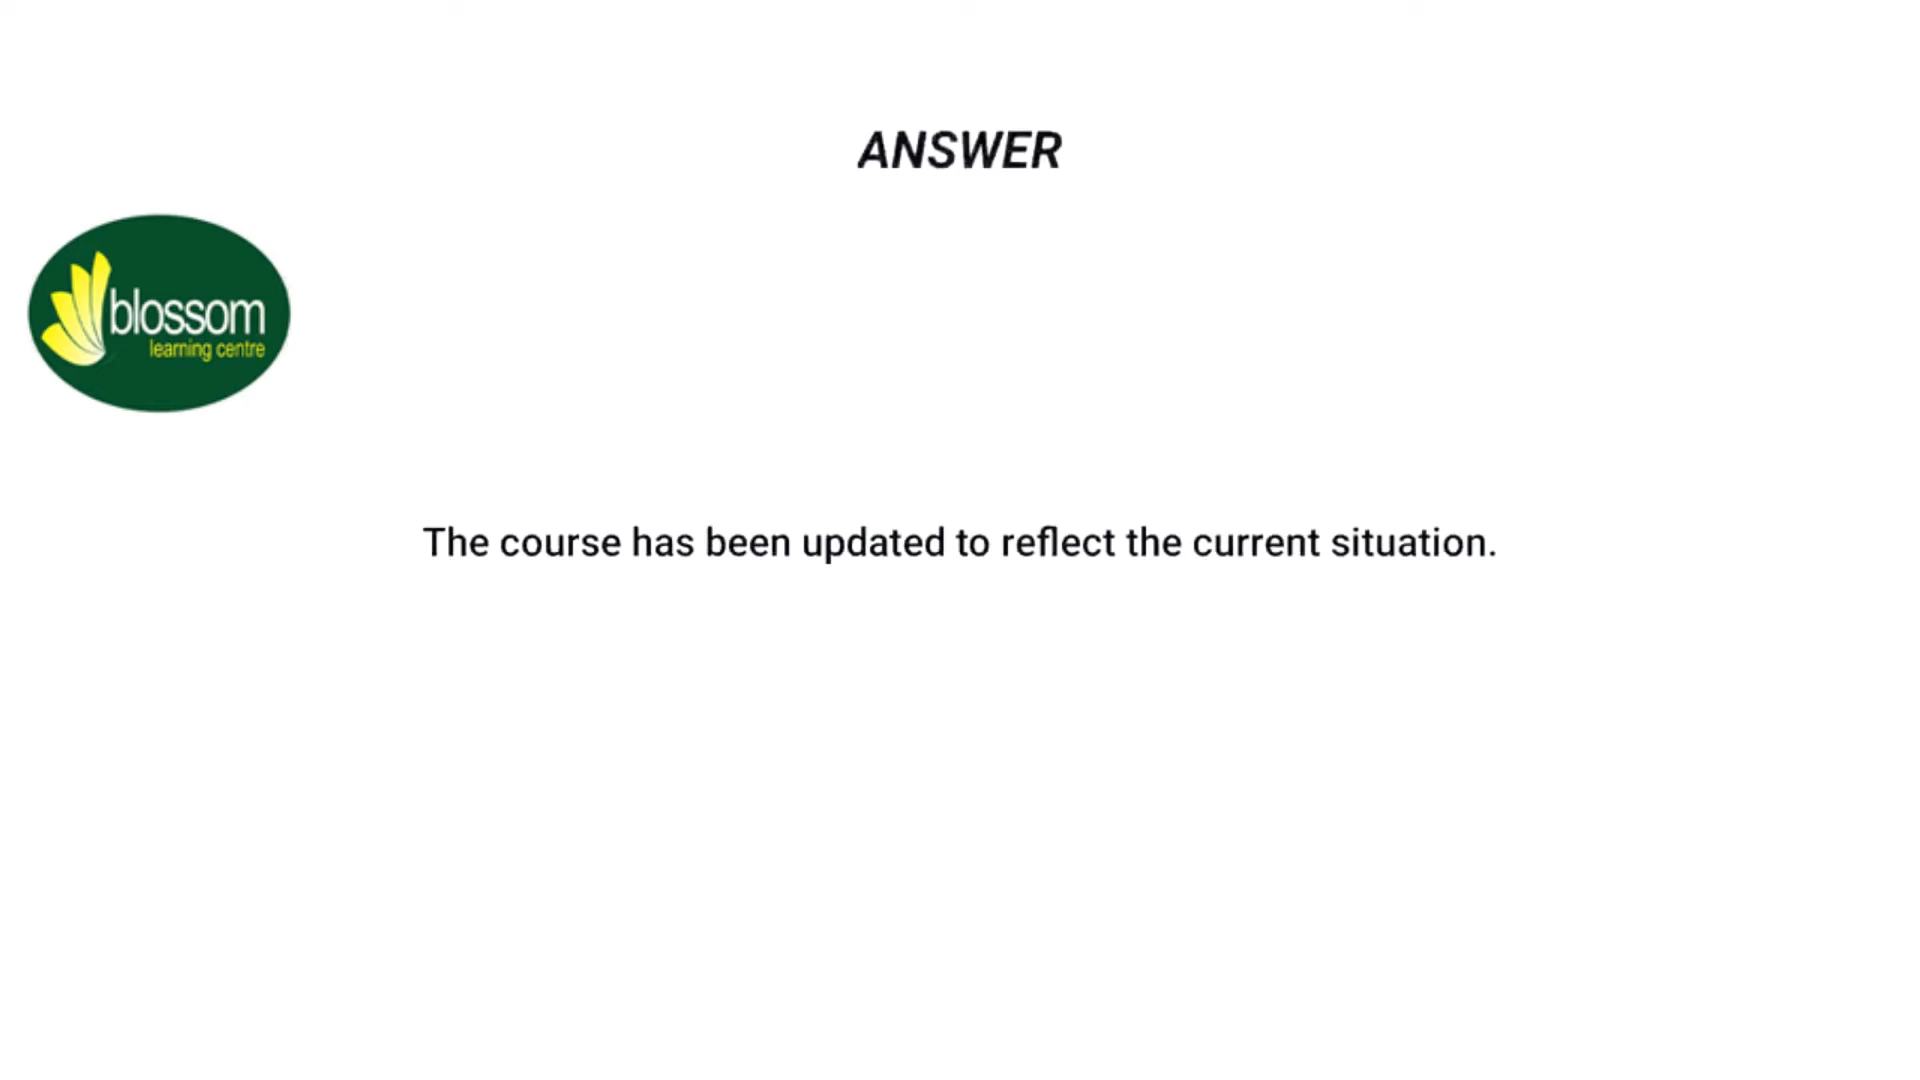 ANSWER
blossom
learning centre
The course has been updated to reflect the current situation.